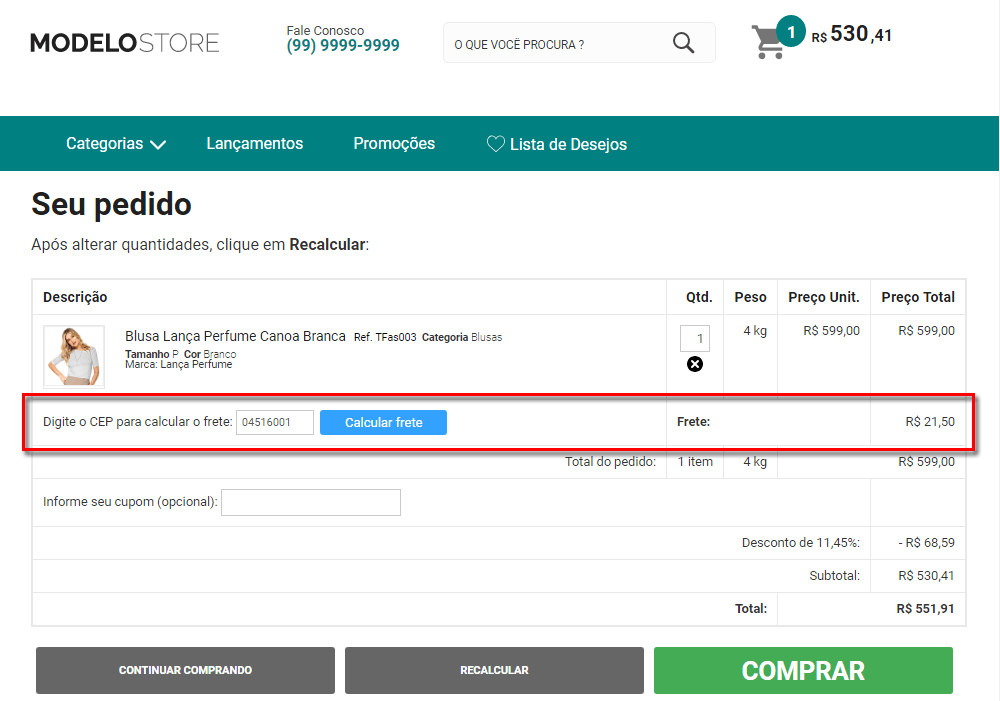 MODELOSTORE
Fale Conosco
(99) 9999-9999
O QUE VOCÊ PROCURA ?
1
R$ 530,41
Categorias
Lançamentos
Promoções
Lista de Desejos
Seu pedido
Após alterar quantidades, clique em Recalcular:
Descrição Qtd. Peso Preço Unit. Preço Total
Blusa Lança Perfume Canoa Branca Ref. TFas003 Categoria Blusas
Tamanho P Cor Branco
Marca: Lança Perfume
1 4 kg R$ 599,00 R$ 599,00
Digite o CEP para calcular o frete: 04516001 Calcular frete Frete: R$ 21,50
Total do pedido: 1 item 4 kg R$ 599,00
Informe seu cupom (opcional):
Desconto de 11,45%: - R$ 68,59
Subtotal: R$ 530,41
Total: R$ 551,91
CONTINUAR COMPRANDO
RECALCULAR
COMPRAR